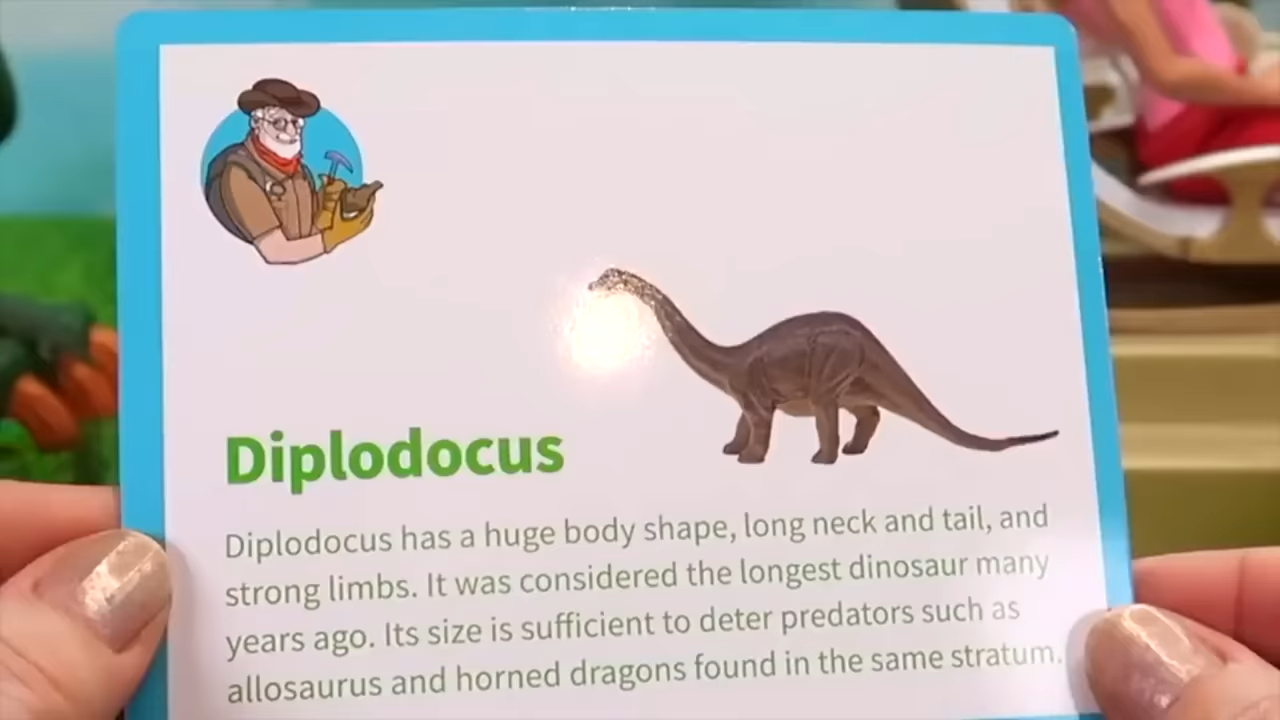 Diplodocus
Diplodocus has a huge body shape, long neck and tail, and
strong limbs. It was considered the longest dinosaur many
years ago. Its size is sufficient to deter predators such as
allosaurus and horned dragons found in the same stratum.